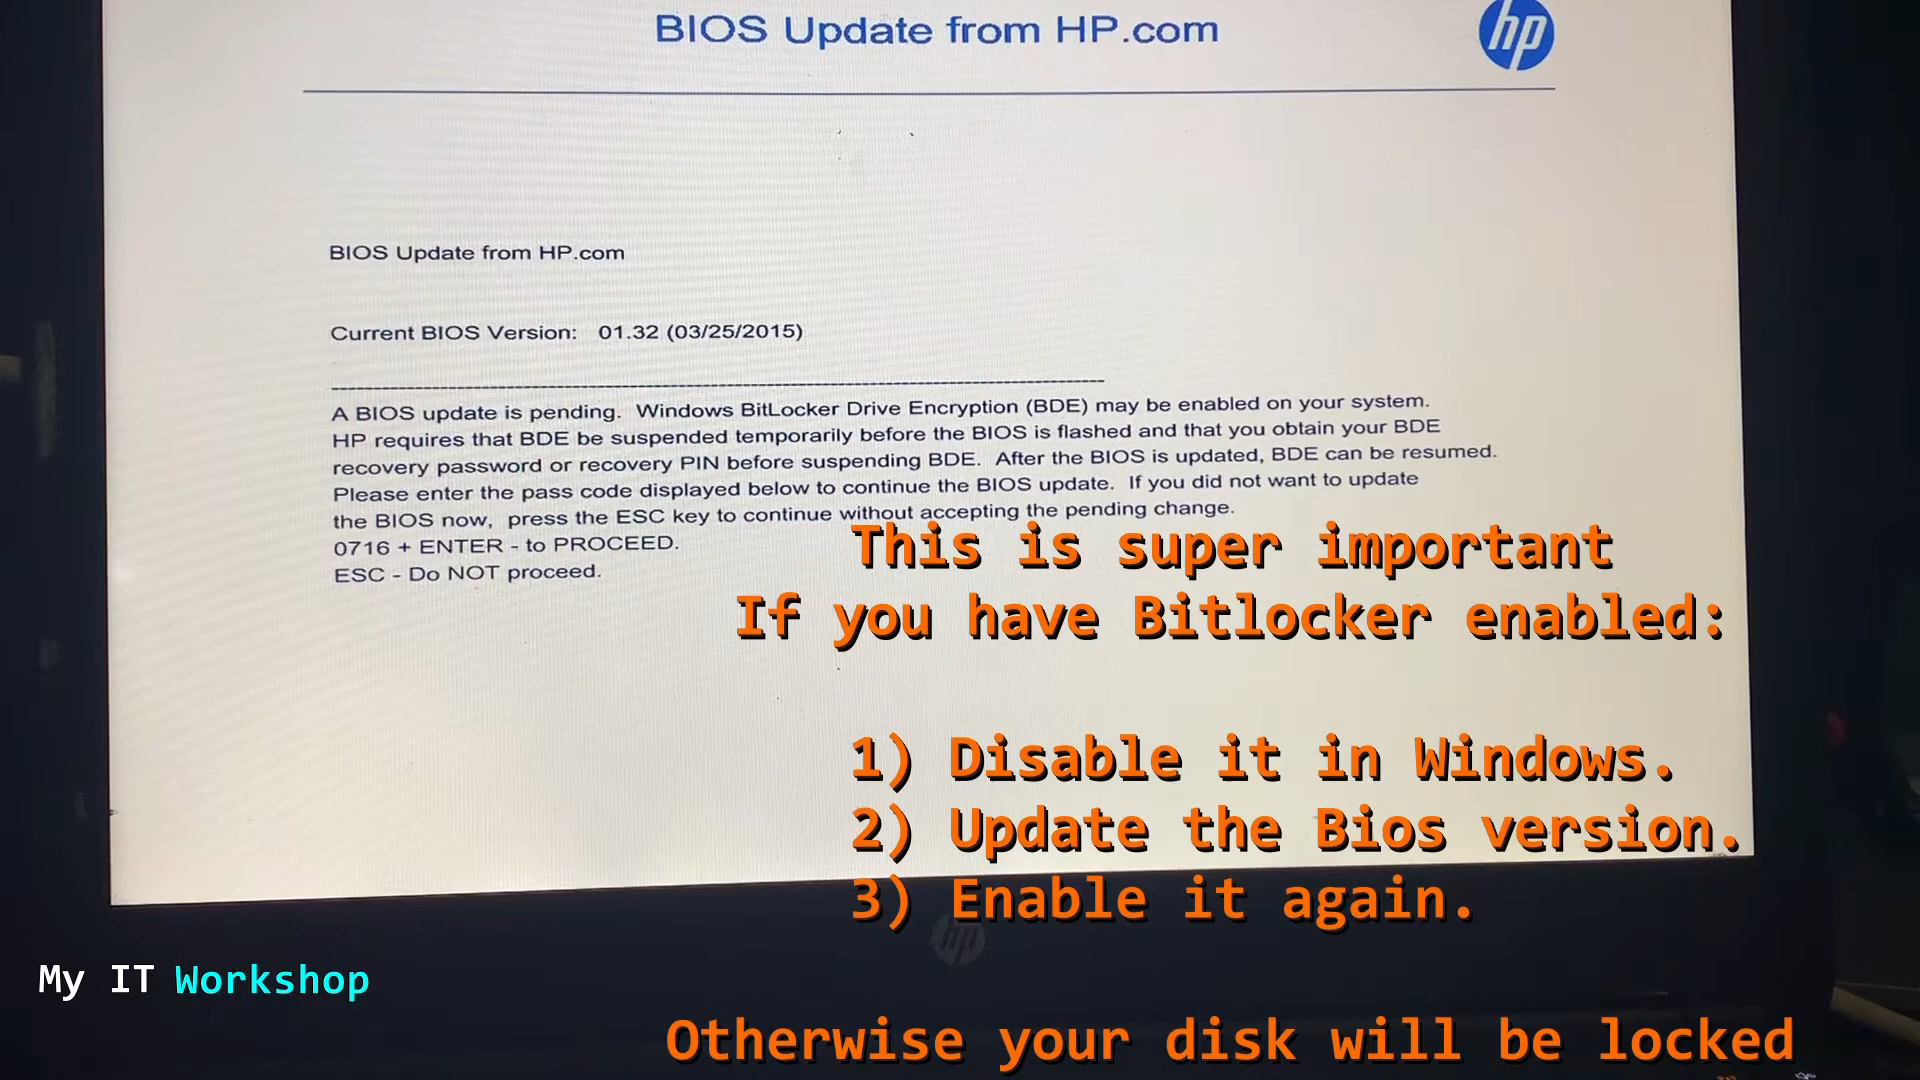 BIOS Update from HP.com
hp
BIOS Update from HP.com
Current BIOS Version: 01.32 (03/25/2015)
A BIOS update is pending. Windows BitLocker Drive Encryption (BDE) may be enabled on your system.
HP requires that BDE be suspended temporarily before the BIOS is flashed and that you obtain your BDE
recovery password or recovery PIN before suspending BDE. After the BIOS is updated, BDE can be resumed.
Please enter the pass code displayed below to continue the BIOS update. If you did not want to update
the BIOS now, press the ESC key to continue without accepting the pending change.
0716 + ENTER - to PROCEED.
ESC - Do NOT proceed.
This is super important
If you have Bitlocker enabled:
1) Disable it in Windows.
2) Update the Bios version.
3) Enable it again.
hp
My IT Workshop
Otherwise your disk will be locked